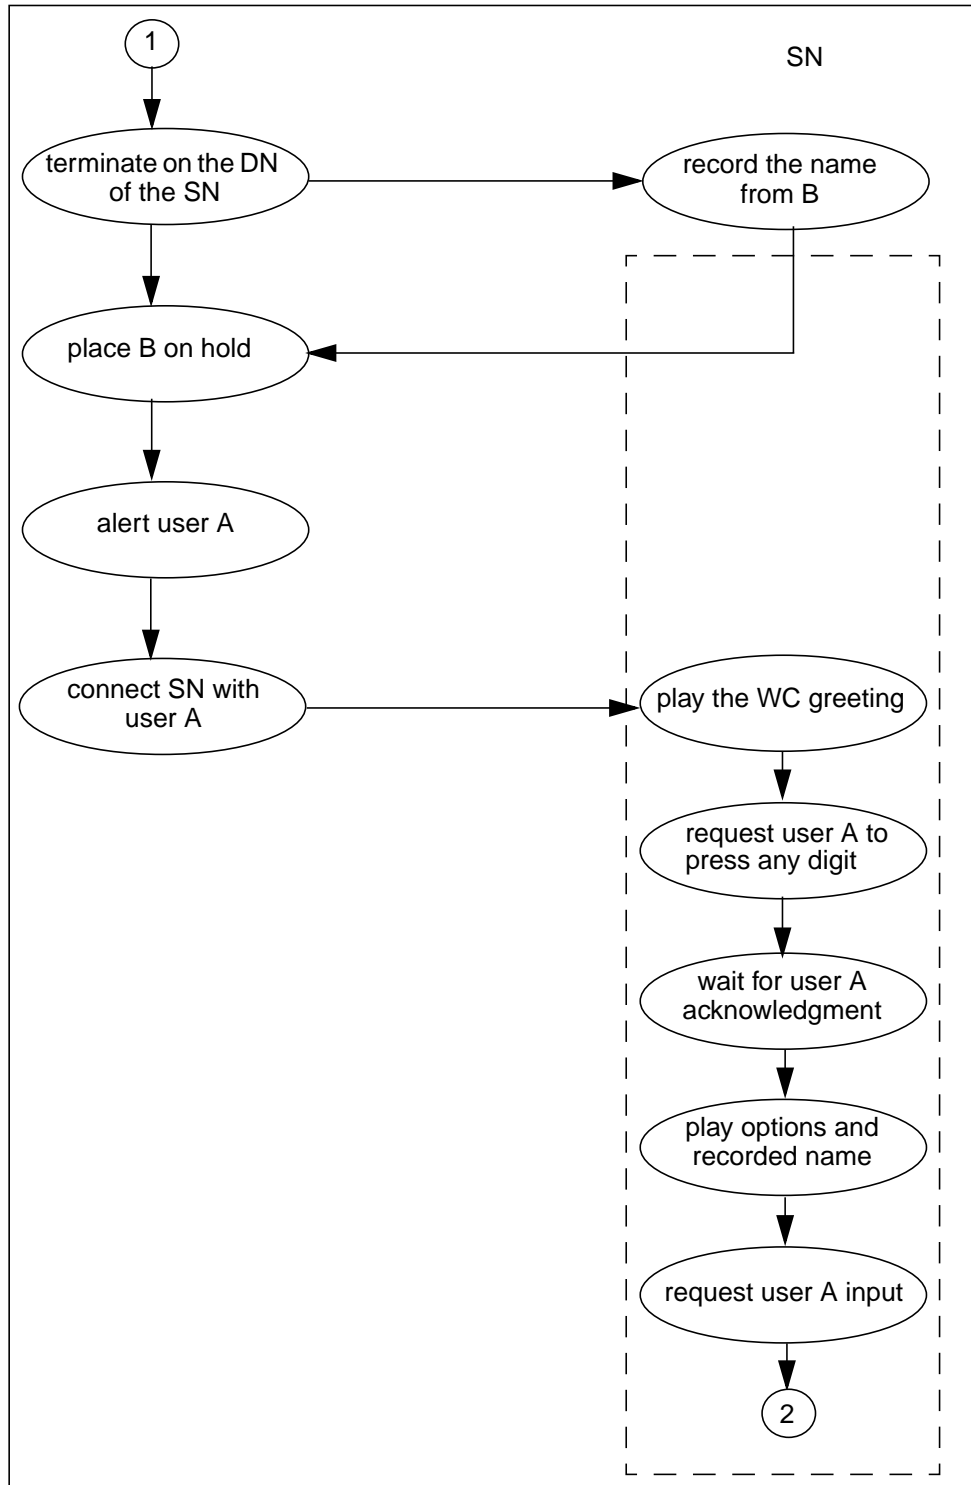 1
SN
terminate on the DN
of the SN
record the name
from B
place B on hold
alert user A
connect SN with
user A
play the WC greeting
request user A to
press any digit
wait for user A
acknowledgment
play options and
recorded name
request user A input
2